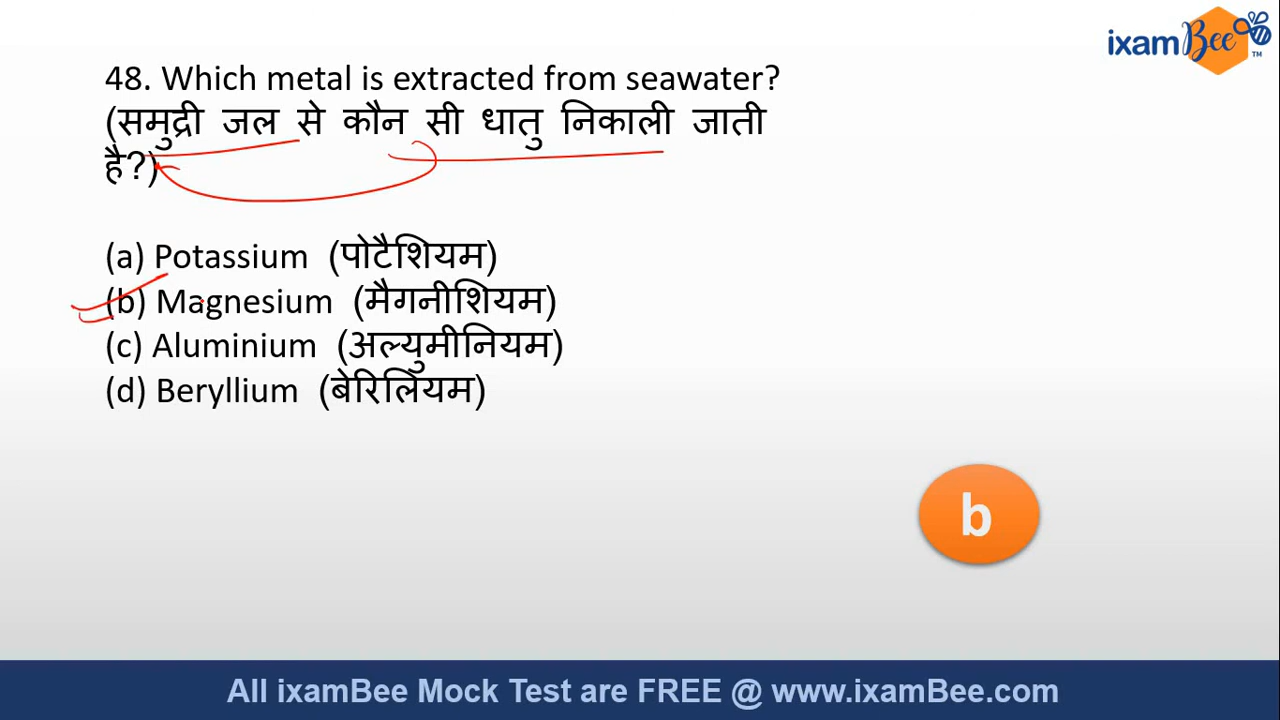 ixamBee
TM
48. Which metal is extracted from seawater?
(समुद्री जल से कौन सी धातु निकाली जाती
है?)
(a) Potassium (पोटैशियम)
(b) Magnesium (मैगनीशियम)
(c) Aluminium (अल्युमीनियम)
(d) Beryllium (बेरिलियम)
b
All ixamBee Mock Test are FREE @ www.ixamBee.com